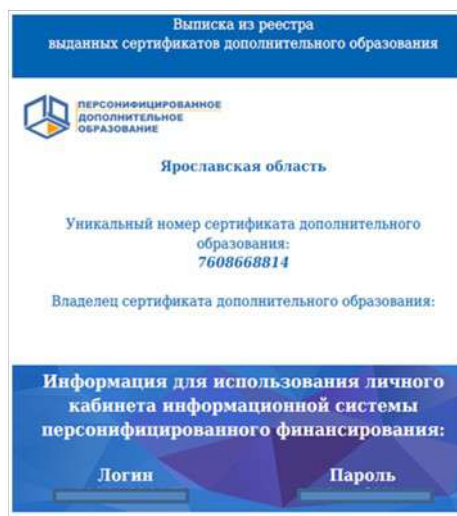 Выписка из реестра
выданных сертификатов дополнительного образования
ПЕРСОНИФИЦИРОВАННОЕ
ДОПОЛНИТЕЛЬНОЕ
ОБРАЗОВАНИЕ
Ярославская область
Уникальный номер сертификата дополнительного
образования:
7608668814
Владелец сертификата дополнительного образования:
Информация для использования личного
кабинета информационной системы
персонифицированного финансирования:
Логин Пароль